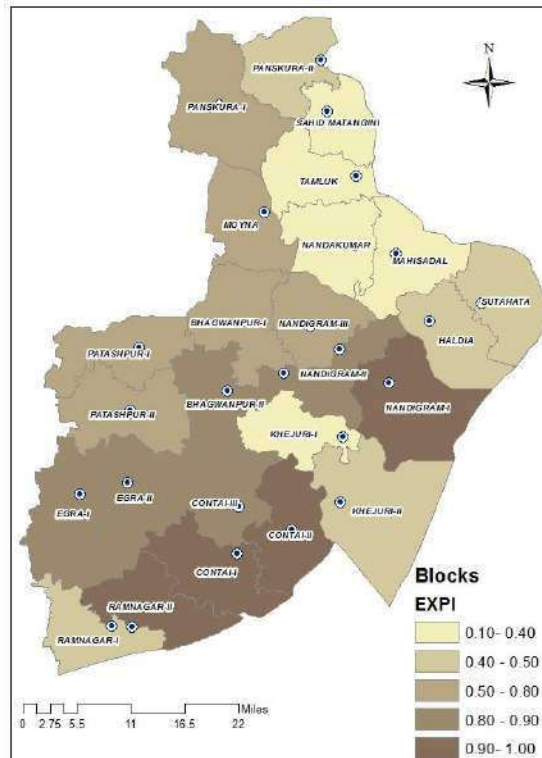 N
PANSKURA-II
PANSKURA-I
SAHID MATANGINI
TAMLUK
MOYNA
NANDAKUMAR
MAHISADAL
SUTAHATA
BHAGWANPUR-I
NANDIGRAM-III
HALDIA
PATASHPUR-I
NANDIGRAM-II
BHAGWANPUR-II
NANDIGRAM-I
PATASHPUR-II
KHEJURI-I
EGRA-II
CONTAI-III
KHEJURI-II
EGRA-I
CONTAI-II
CONTAI-I
RAMNAGAR-II
RAMNAGAR-I
Blocks
EXPI
0.10- 0.40
0.40 - 0.50
0.50 - 0.80
0.80 - 0.90
0.90- 1.00
Miles
0 2.75 5.5 11 16.5 22